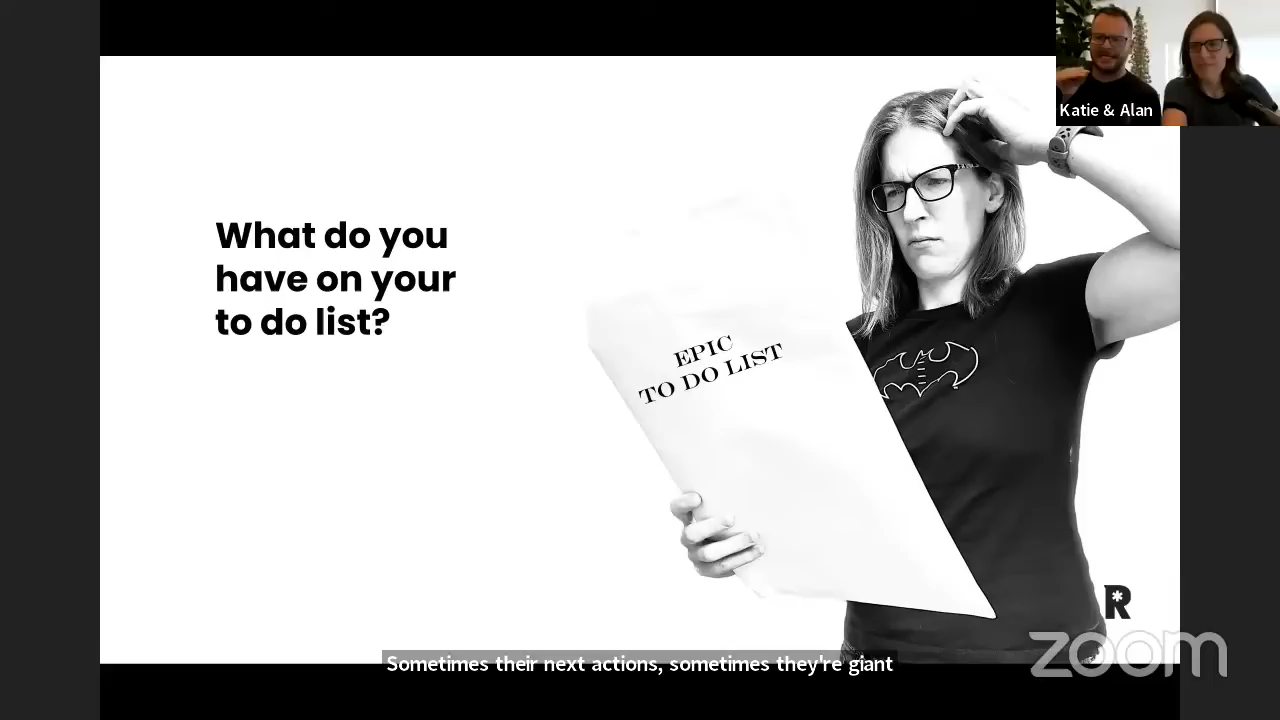 Katie & Alan
What do you
have on your
to do list?
EPIC
TO DO LIST
R
zoom
Sometimes their next actions, sometimes they're giant